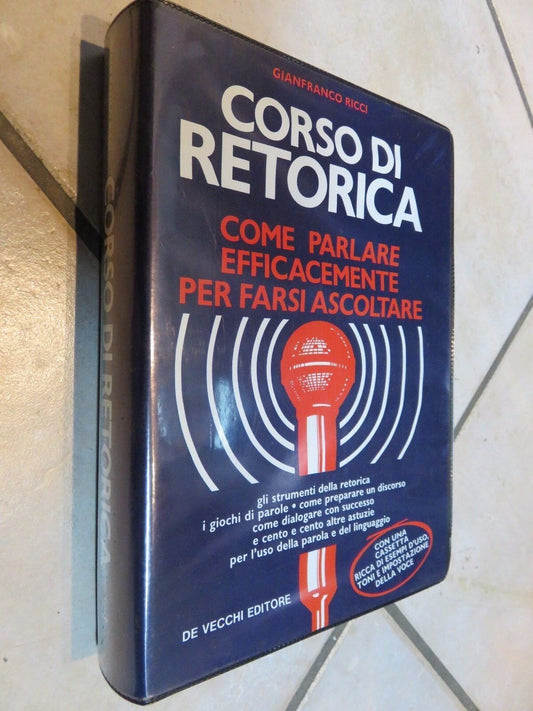 GIANFRANCO RICCI
CORSO DI
RETORICA
COME PARLARE
EFFICACEMENTE
PER FARSI ASCOLTARE
gli strumenti della retorica
i giochi di parole • come preparare un discorso
come dialogare con successo
e cento e cento altre astuzie
per l'uso della parola e del linguaggio
CON UNA
CASSETTA
RICCA DI ESEMPI D'USO,
TONI E IMPOSTAZIONE
DELLA VOCE
DE VECCHI EDITORE
CORSO DI RETORICA